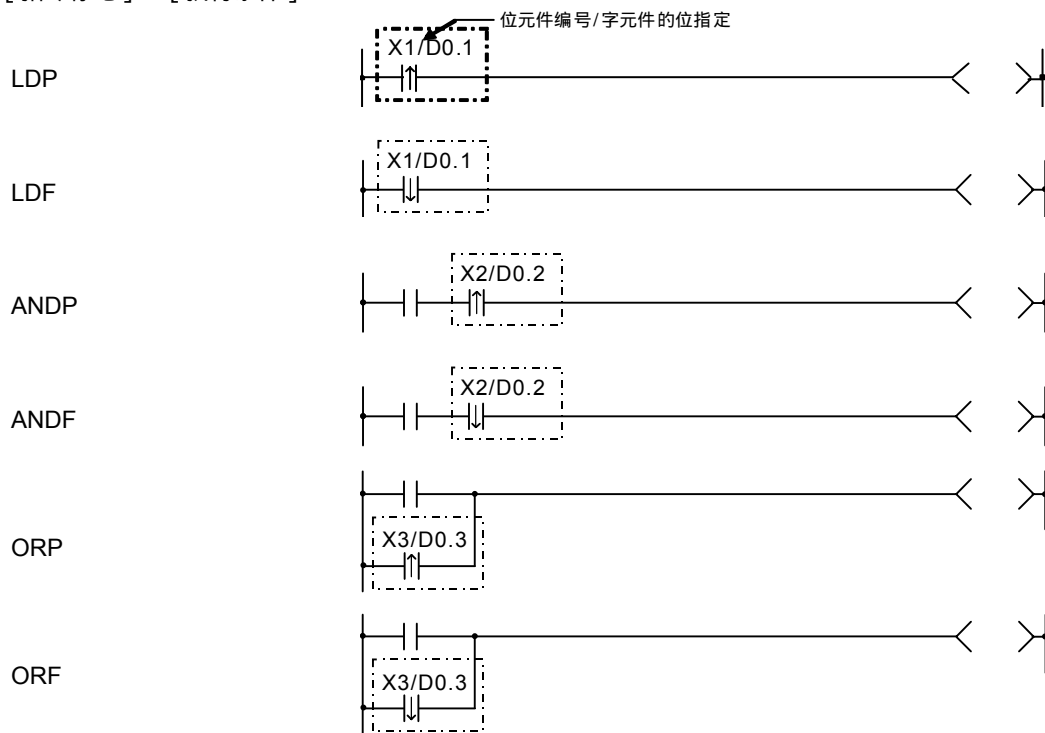 位元件编号/字元件的位指定
X1/D0.1
LDP
X1/D0.1
LDF
X2/D0.2
ANDP
X2/D0.2
ANDF
X3/D0.3
ORP
X3/D0.3
ORF